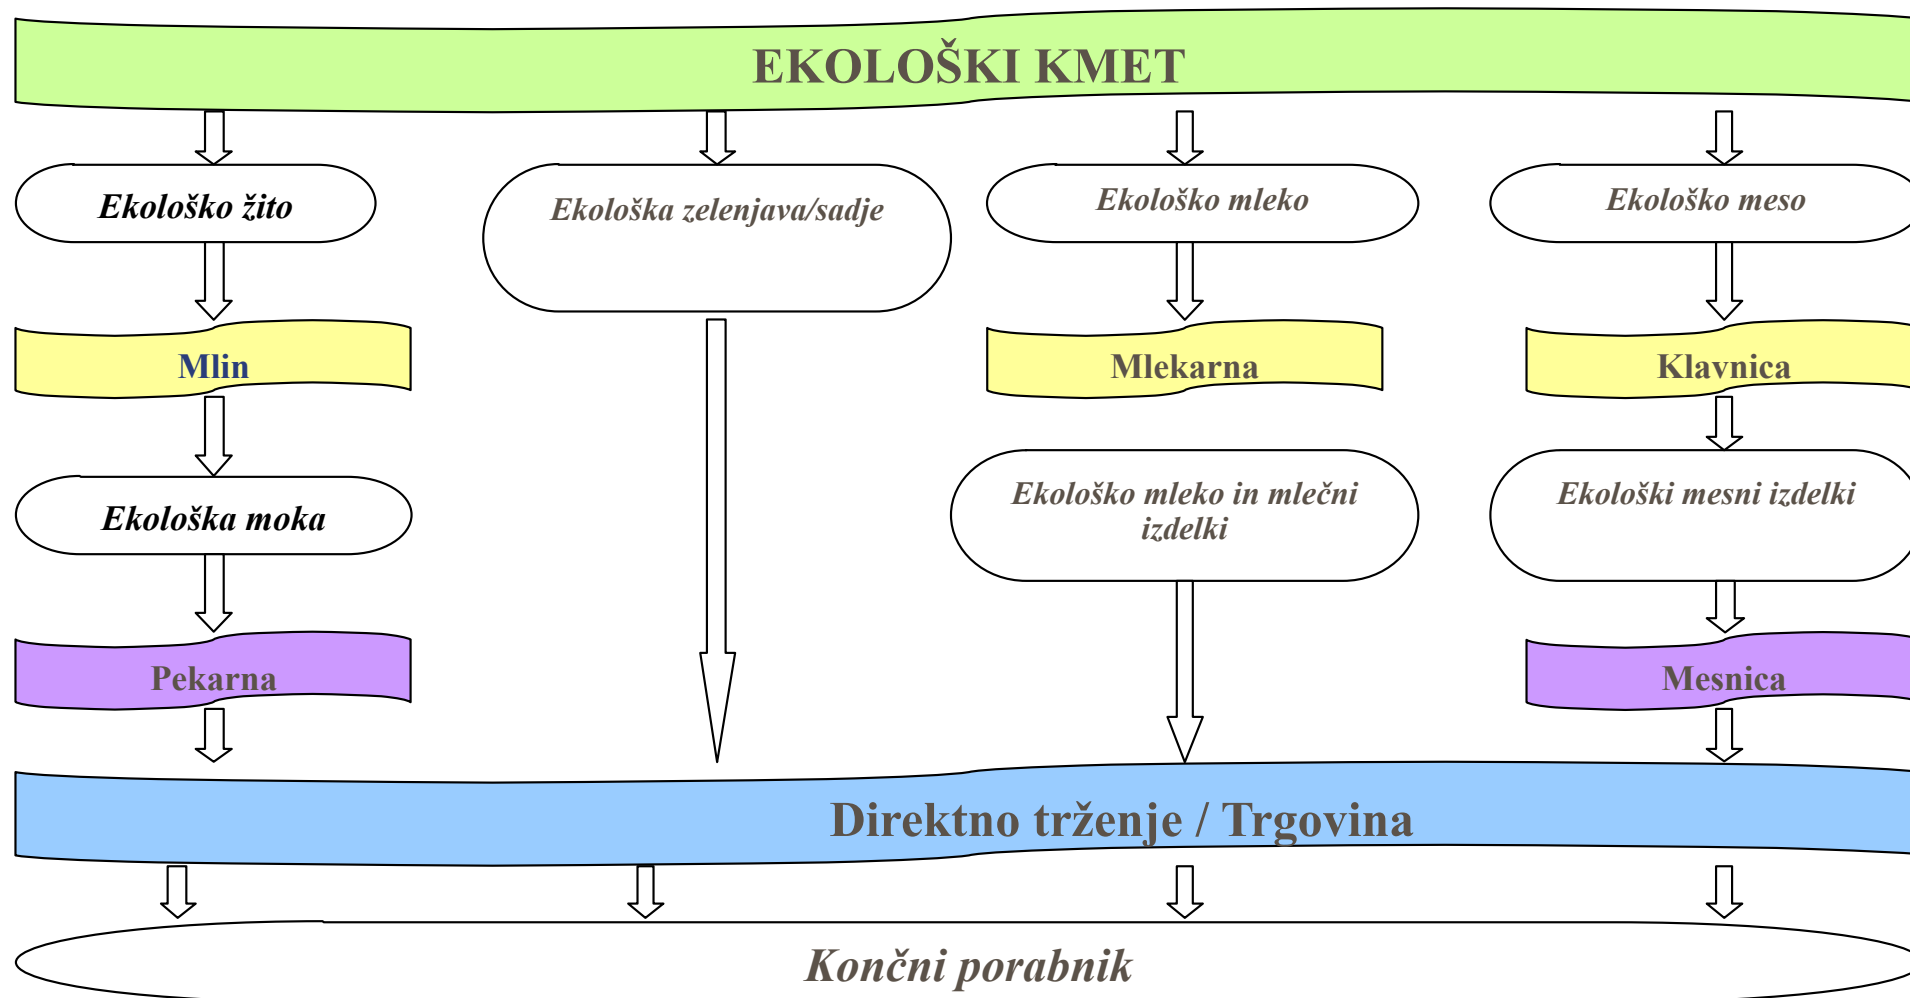 EKOLOŠKI KMET
Ekološko žito
Ekološka zelenjava/sadje
Ekološko mleko
Ekološko meso
Mlin
Mlekarna
Klavnica
Ekološka moka
Ekološko mleko in mlečni
izdelki
Ekološki mesni izdelki
Pekarna
Mesnica
Direktno trženje / Trgovina
Končni porabnik